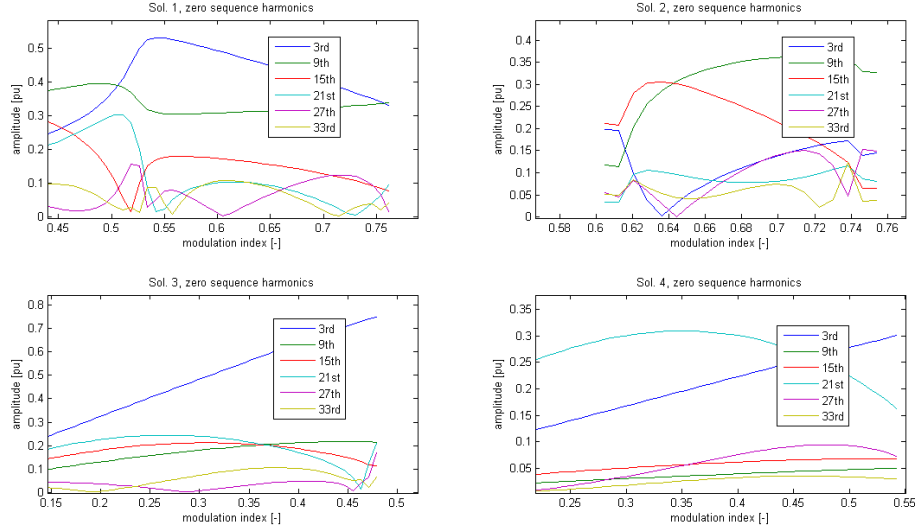 Sol. 1, zero sequence harmonics
amplitude [pu]
0.5
0.4
0.3
0.2
0.1
0
0.45
0.5
0.55
0.6
0.65
0.7
0.75
modulation index [-]
3rd
9th
15th
21st
27th
33rd
Sol. 2, zero sequence harmonics
amplitude [pu]
0.4
0.35
0.3
0.25
0.2
0.15
0.1
0.05
0
0.58
0.6
0.62
0.64
0.66
0.68
0.7
0.72
0.74
0.76
modulation index [-]
3rd
9th
15th
21st
27th
33rd
Sol. 3, zero sequence harmonics
amplitude [pu]
0.8
0.7
0.6
0.5
0.4
0.3
0.2
0.1
0
0.15
0.2
0.25
0.3
0.35
0.4
0.45
0.5
modulation index [-]
3rd
9th
15th
21st
27th
33rd
Sol. 4, zero sequence harmonics
amplitude [pu]
0.35
0.3
0.25
0.2
0.15
0.1
0.05
0.25
0.3
0.35
0.4
0.45
0.5
0.55
modulation index [-]
3rd
9th
15th
21st
27th
33rd